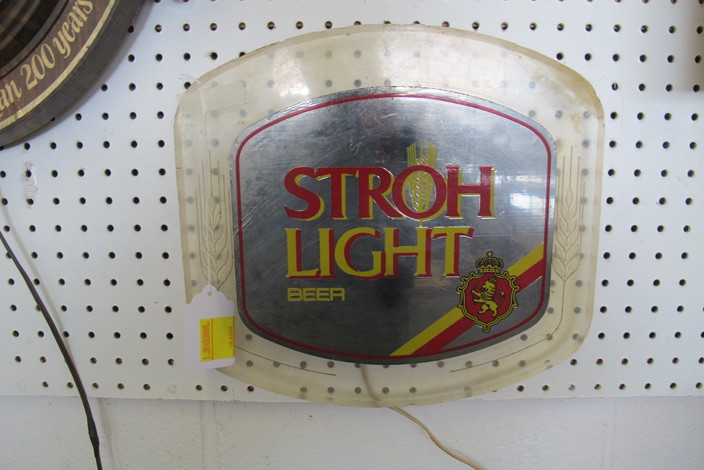 an 200 years
STROH
LIGHT
BEER